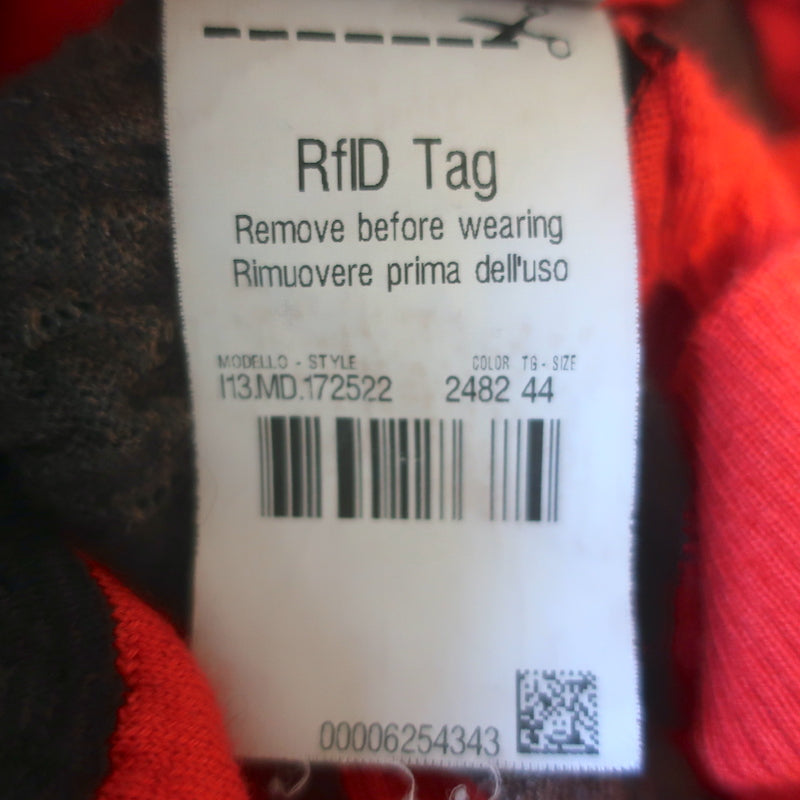 RfID Tag
Remove before wearing
Rimuovere prima dell'uso
MODELLO - STYLE COLOR TG - SIZE
I13.MD.172522 2482 44
00006254343